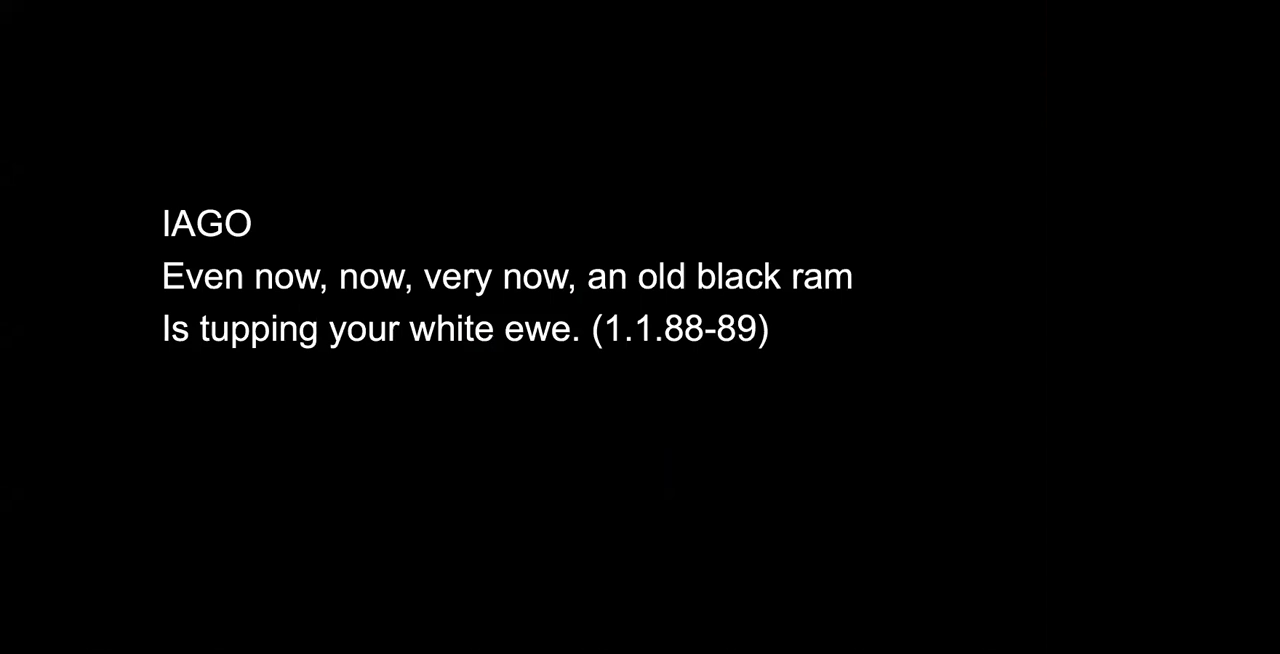 IAGO
Even now, now, very now, an old black ram
Is tupping your white ewe. (1.1.88-89)